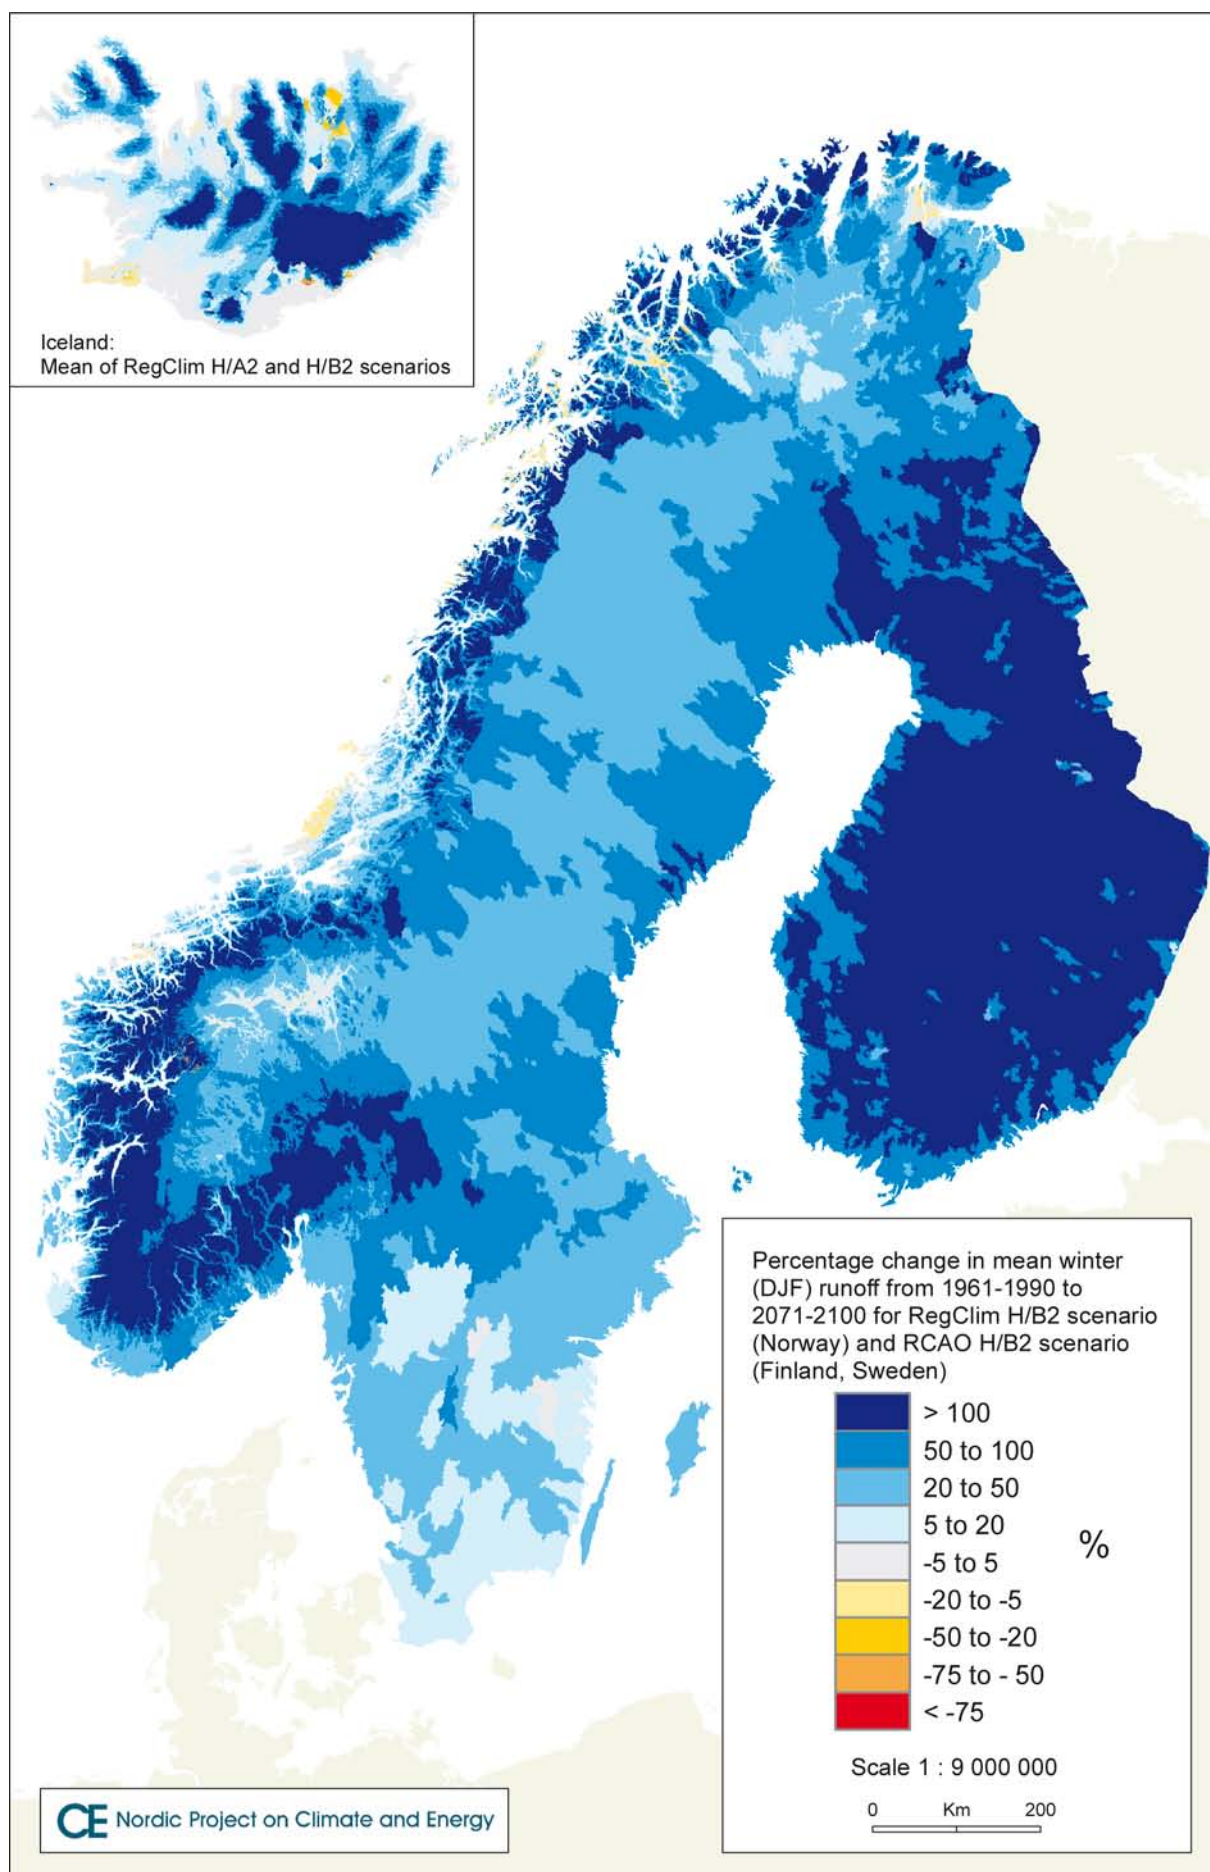 Iceland:
Mean of RegClim H/A2 and H/B2 scenarios
Percentage change in mean winter
(DJF) runoff from 1961-1990 to
2071-2100 for RegClim H/B2 scenario
(Norway) and RCAO H/B2 scenario
(Finland, Sweden)
> 100
50 to 100
20 to 50
5 to 20
-5 to 5
%
-20 to -5
-50 to -20
-75 to - 50
< -75
Scale 1 : 9 000 000
0 Km 200
CE Nordic Project on Climate and Energy